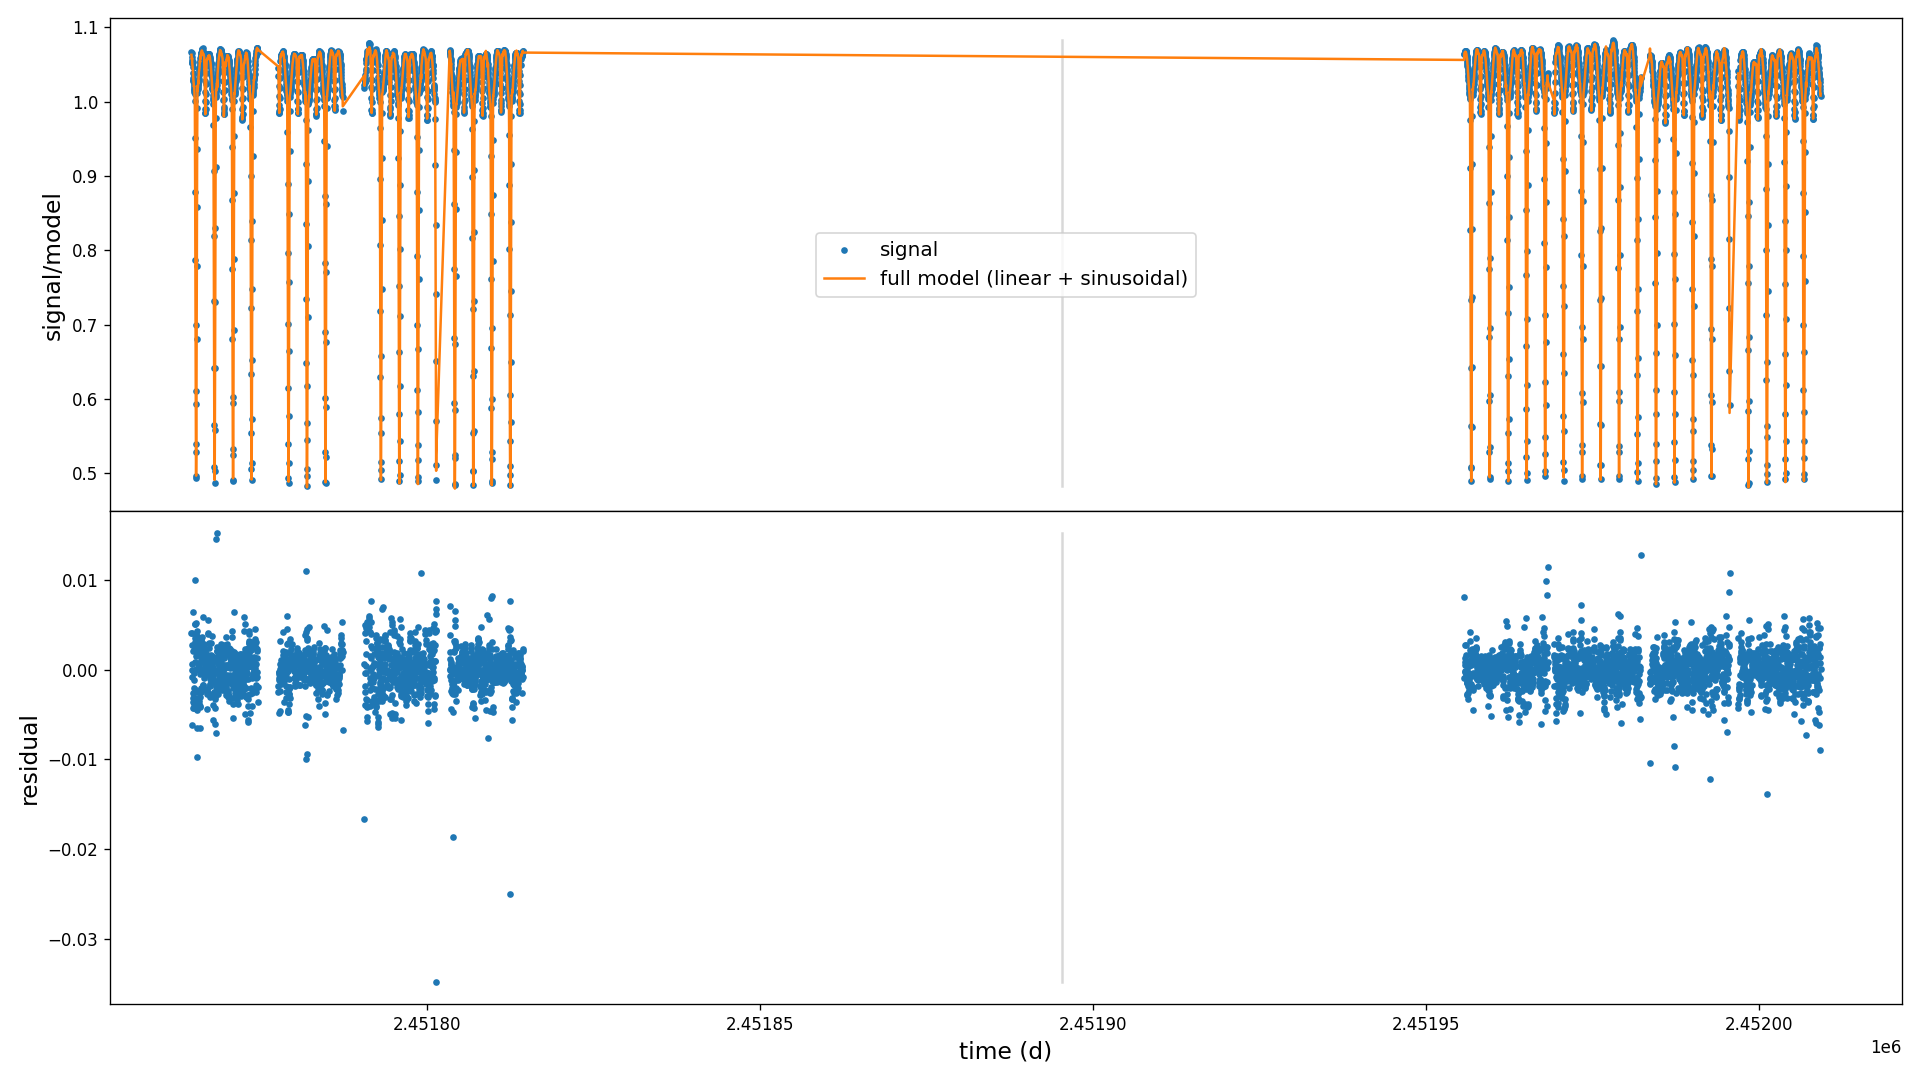 1.1
1.0
0.9
0.8
0.7
0.6
0.5
signal/model
signal
full model (linear + sinusoidal)
0.01
0.00
−0.01
−0.02
−0.03
residual
2.45180
2.45185
2.45190
2.45195
2.45200
1e6
time (d)